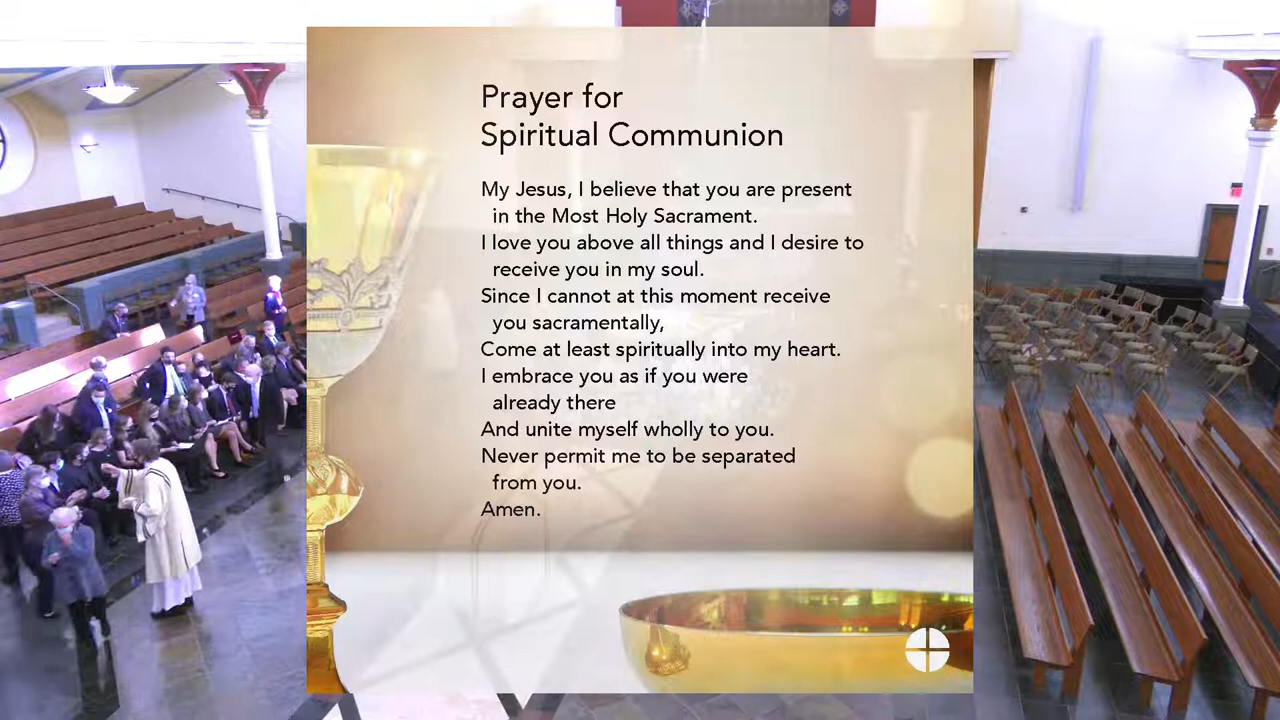 Prayer for
Spiritual Communion
My Jesus, I believe that you are present
in the Most Holy Sacrament.
I love you above all things and I desire to
receive you in my soul.
Since I cannot at this moment receive
you sacramentally,
Come at least spiritually into my heart.
I embrace you as if you were
already there
And unite myself wholly to you.
Never permit me to be separated
from you.
Amen.